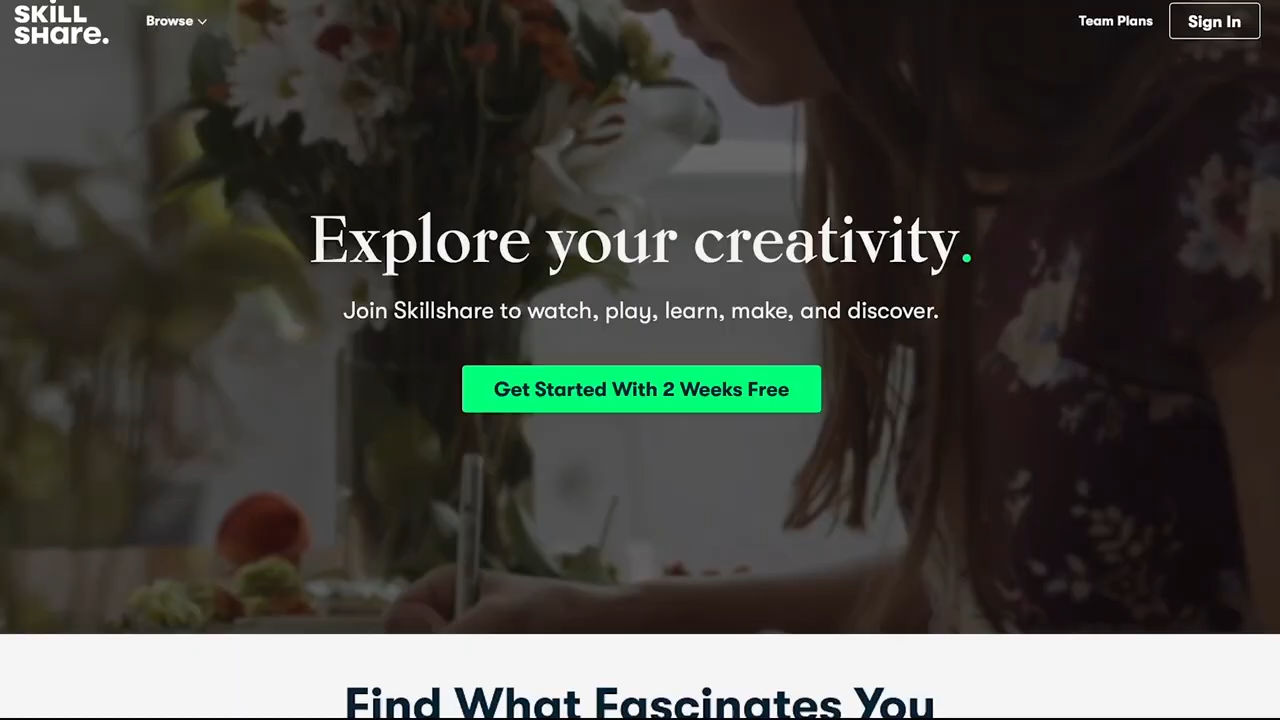 SKILL
SHare.
Browse
Team Plans
Sign In
Explore your creativity.
Join Skillshare to watch, play, learn, make, and discover.
Get Started With 2 Weeks Free
Find What Fascinates You